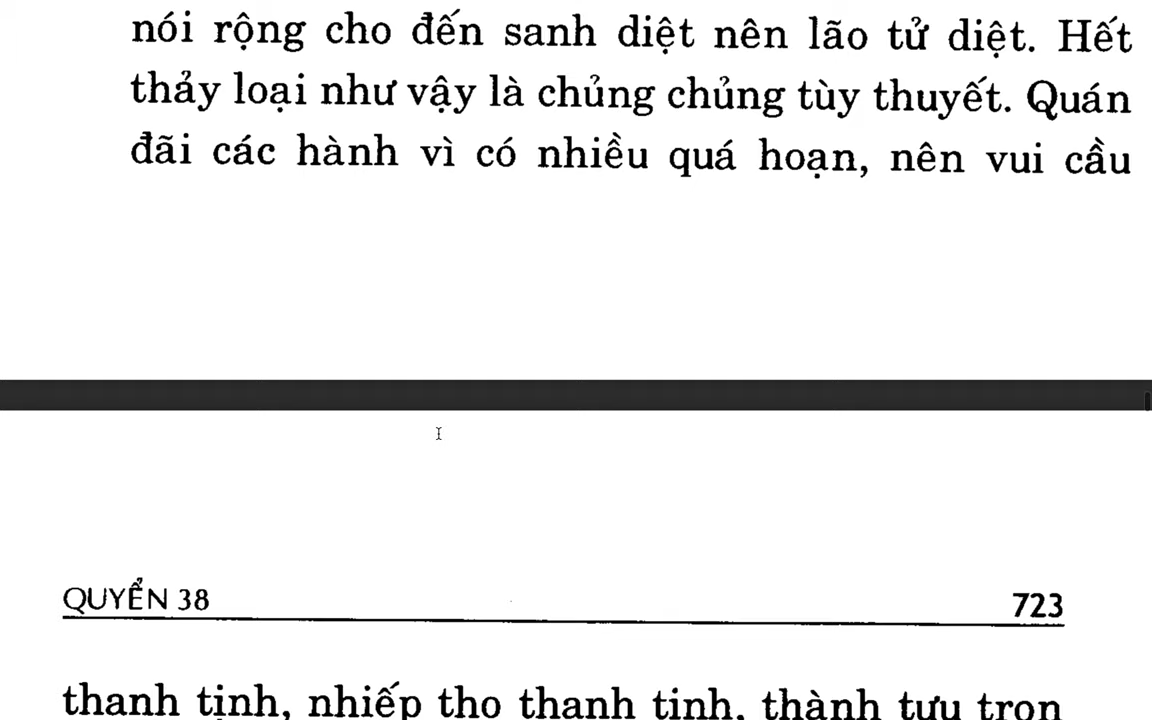 nói rộng cho đến sanh diệt nên lão tử diệt. Hết
thảy loại như vậy là chủng chủng tùy thuyết. Quán
đãi các hành vì có nhiều quá hoạn, nên vui cầu
QUYỂN 38 723
thanh tịnh, nhiếp thọ thanh tịnh, thành tựu trọn